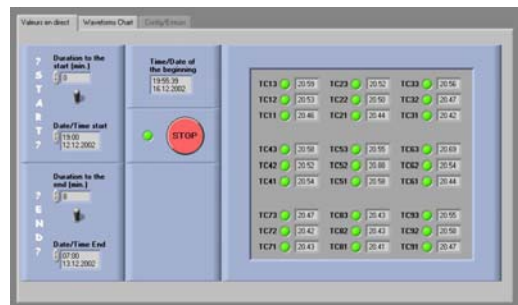 Valeurs en direct Waveforms Chart Config/Erreurs
? START ?
Duration to the
start (min.)
0
Date/Time start
19:00
12.12.2002
Time/Date of
the beginning
19:55:39
16.12.2002
STOP
? END ?
Duration to the
end (min.)
0
Date/Time End
07:00
13.12.2002
TC13 20.59 TC23 20.52 TC33 20.56
TC12 20.53 TC22 20.50 TC32 20.47
TC11 20.46 TC21 20.44 TC31 20.42
TC43 20.58 TC53 20.55 TC63 20.69
TC42 20.52 TC52 TC62 20.54
TC41 20.54 TC51 20.50 TC61 20.44
TC73 20.47 TC83 20.43 TC93 20.55
TC72 20.42 TC82 20.43 TC92 20.50
TC71 20.43 TC81 20.41 TC91 20.47